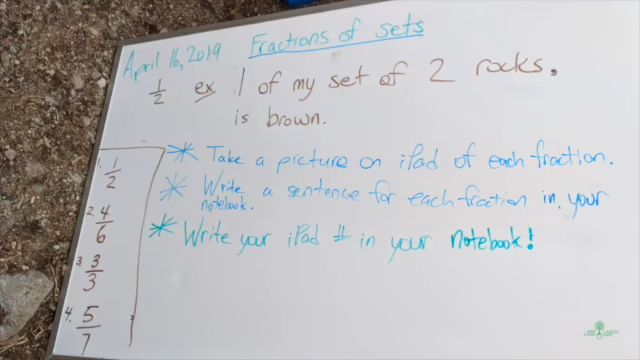 April 16, 2019
Fractions of sets
1/2 ex 1 of my set of 2 rocks.
is brown.
* Take a picture on iPad of each fraction.
* Write a sentence for each fraction in your
notebook.
* Write your iPad # in your notebook!
1. 1/2
2. 4/6
3. 3/3
4. 5/7